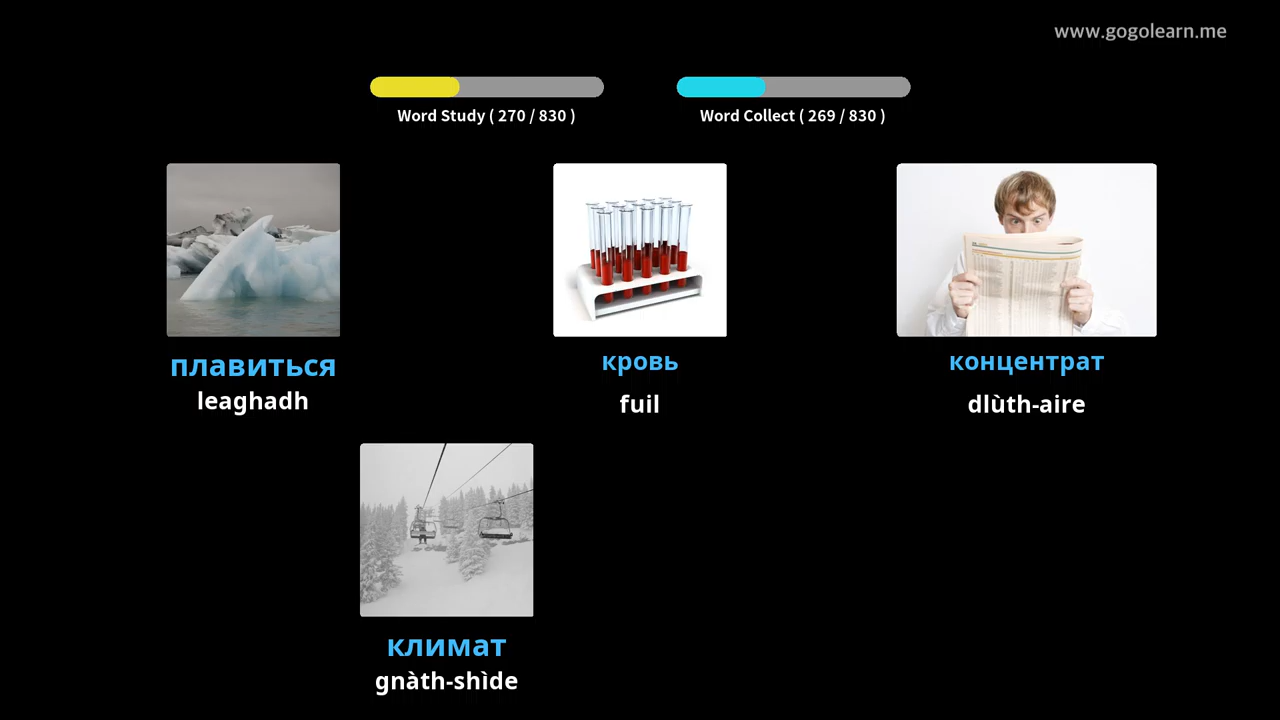 www.gogolearn.me
Word Study ( 270 / 830 )
Word Collect ( 269 / 830 )
плавиться
leaghadh
кровь
fuil
концентрат
dlùth-aire
климат
gnàth-shìde